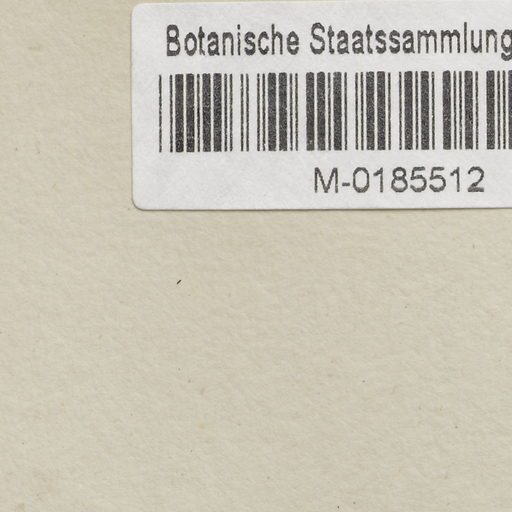 Botanische Staatssammlung
M-0185512